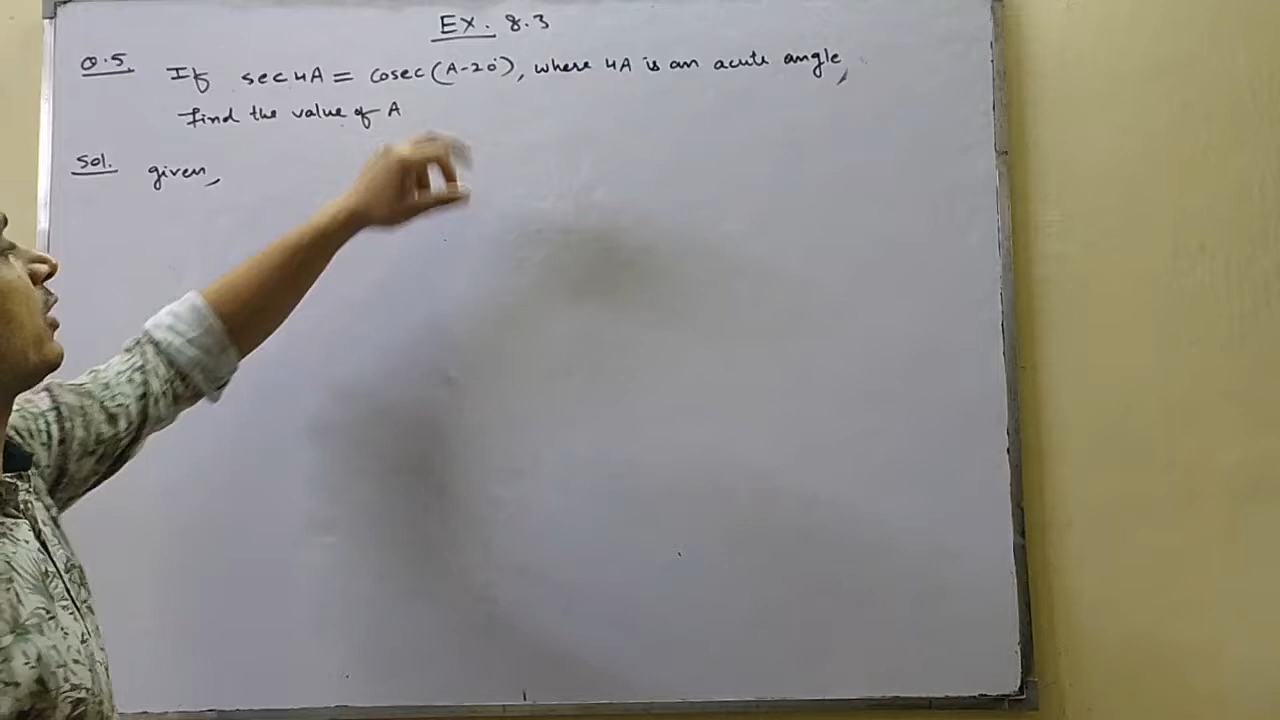 Ex. 8.3
Q.5. If sec4A = cosec(A-20°), where 4A is an acute angle,
find the value of A
Sol. given,